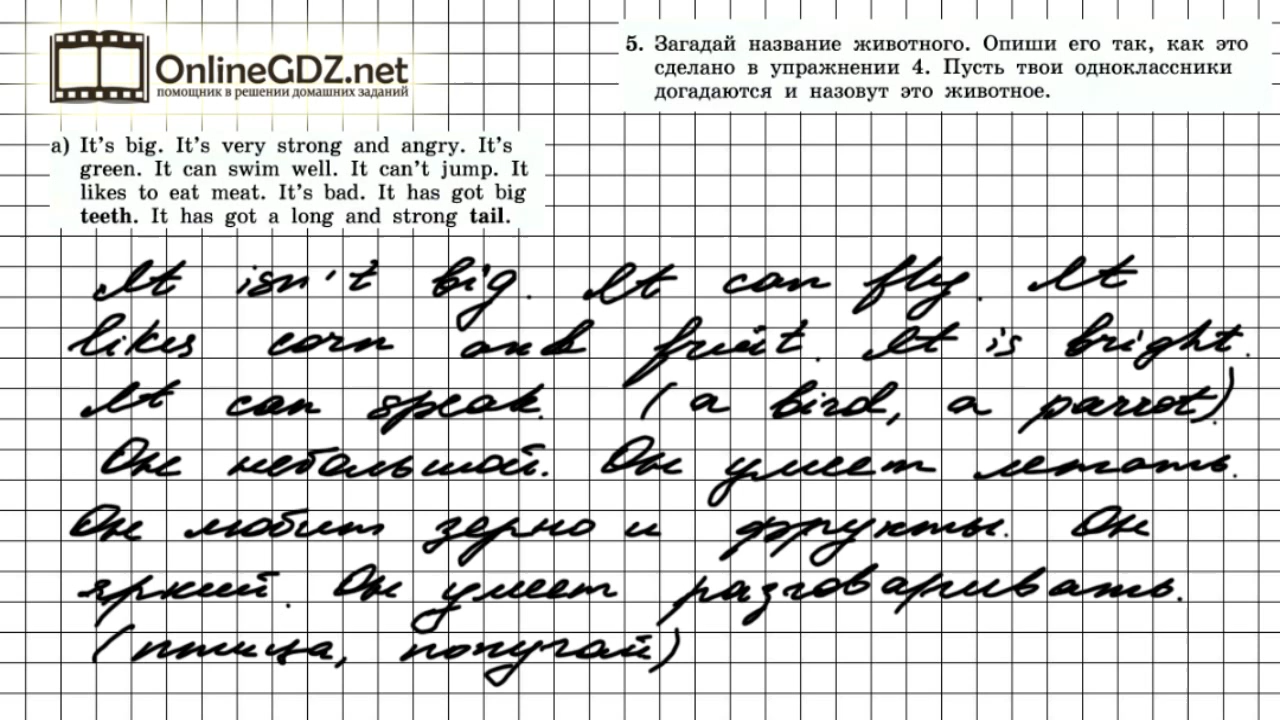 OnlineGDZ.net
помощник в решении домашних заданий
5. Загадай название животного. Опиши его так, как это
сделано в упражнении 4. Пусть твои одноклассники
догадаются и назовут это животное.
a) It's big. It's very strong and angry. It's
green. It can swim well. It can't jump. It
likes to eat meat. It's bad. It has got big
teeth. It has got a long and strong tail.
It isn't big. It can fly. It
likes corn and fruit. It is bright.
It can speak. (a bird, a parrot)
Он небольшой. Он умеет летать.
Он любит зерно и фрукты. Он
яркий. Он умеет разговаривать.
(птица, попугай)